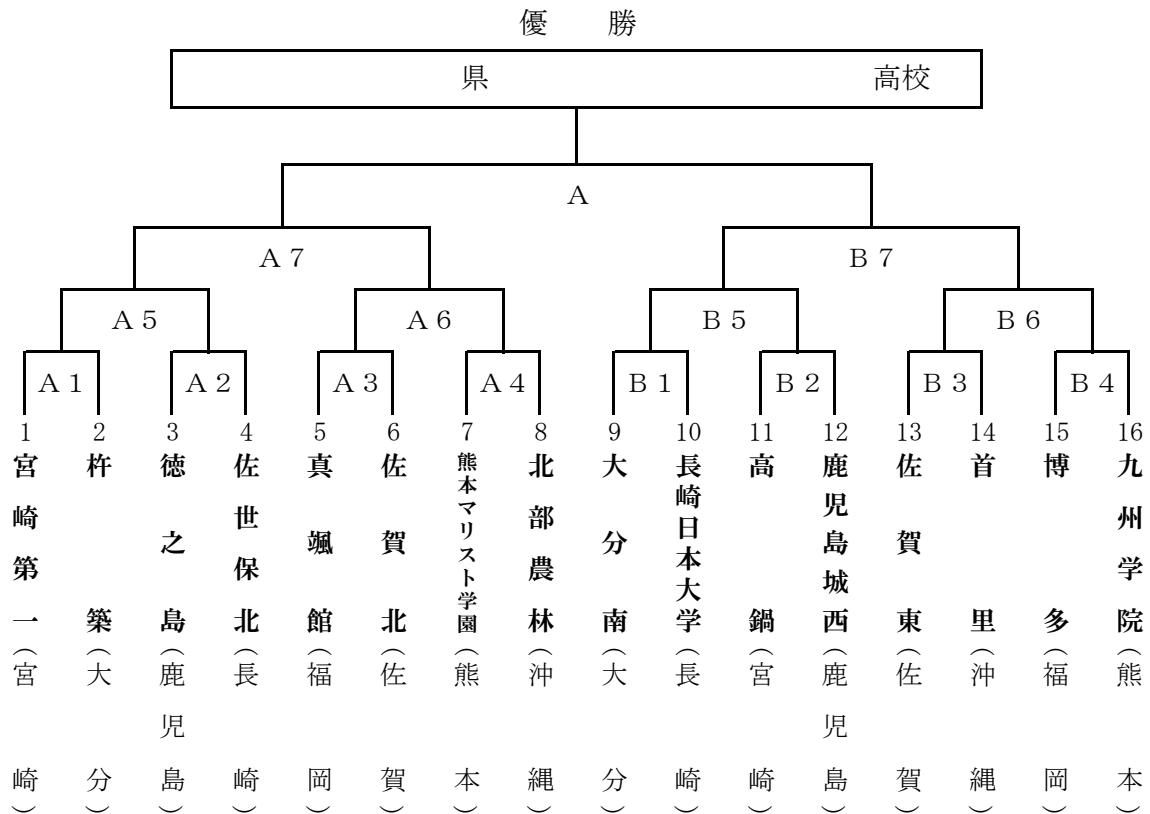 優　勝
県　高校
A
A7　B7
A5　A6　B5　B6
A1　A2　A3　A4　B1　B2　B3　B4
1　2　3　4　5　6　7　8　9　10　11　12　13　14　15　16
宮崎第一（宮崎）
杵築（大分）
徳之島（鹿児島）
佐世保北（長崎）
真颯館（福岡）
佐賀北（佐賀）
熊本マリスト学園（熊本）
北部農林（沖縄）
大分南（大分）
長崎日本大学（長崎）
高鍋（宮崎）
鹿児島城西（鹿児島）
佐賀東（佐賀）
首里（沖縄）
博多（福岡）
九州学院（熊本）